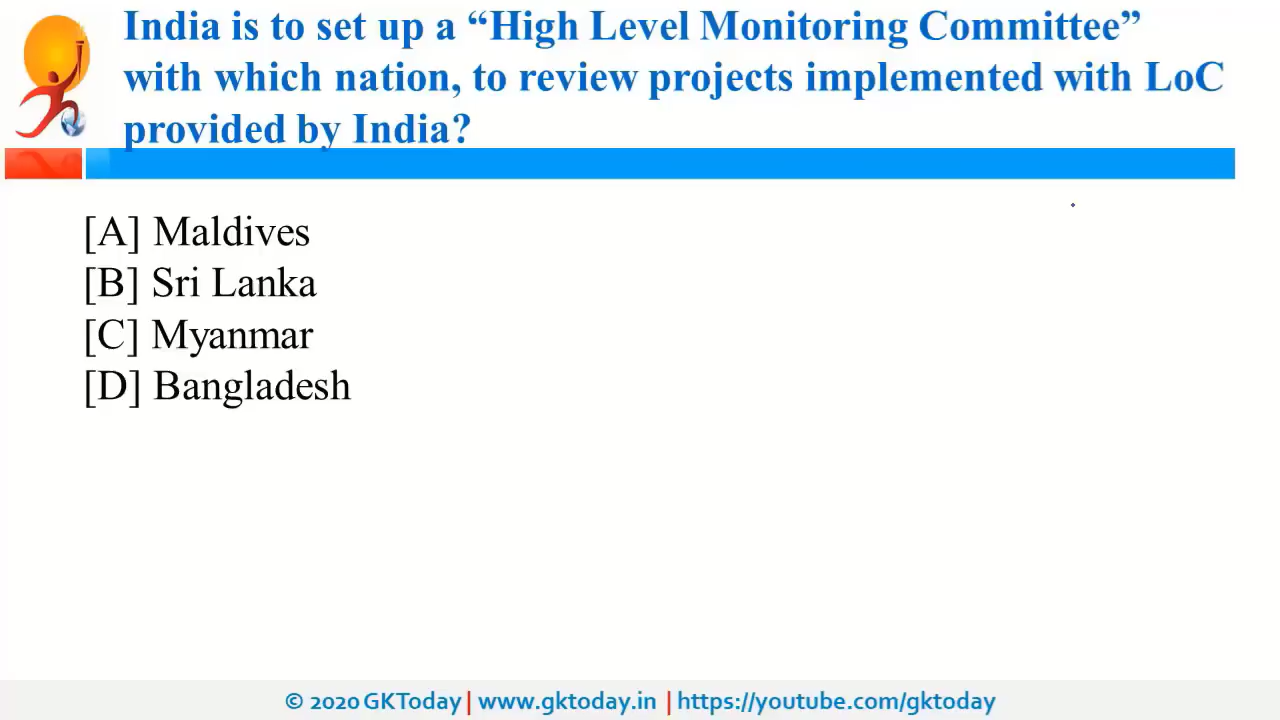 India is to set up a “High Level Monitoring Committee”
with which nation, to review projects implemented with LoC
provided by India?
[A] Maldives
[B] Sri Lanka
[C] Myanmar
[D] Bangladesh
© 2020 GKToday | www.gktoday.in | https://youtube.com/gktoday